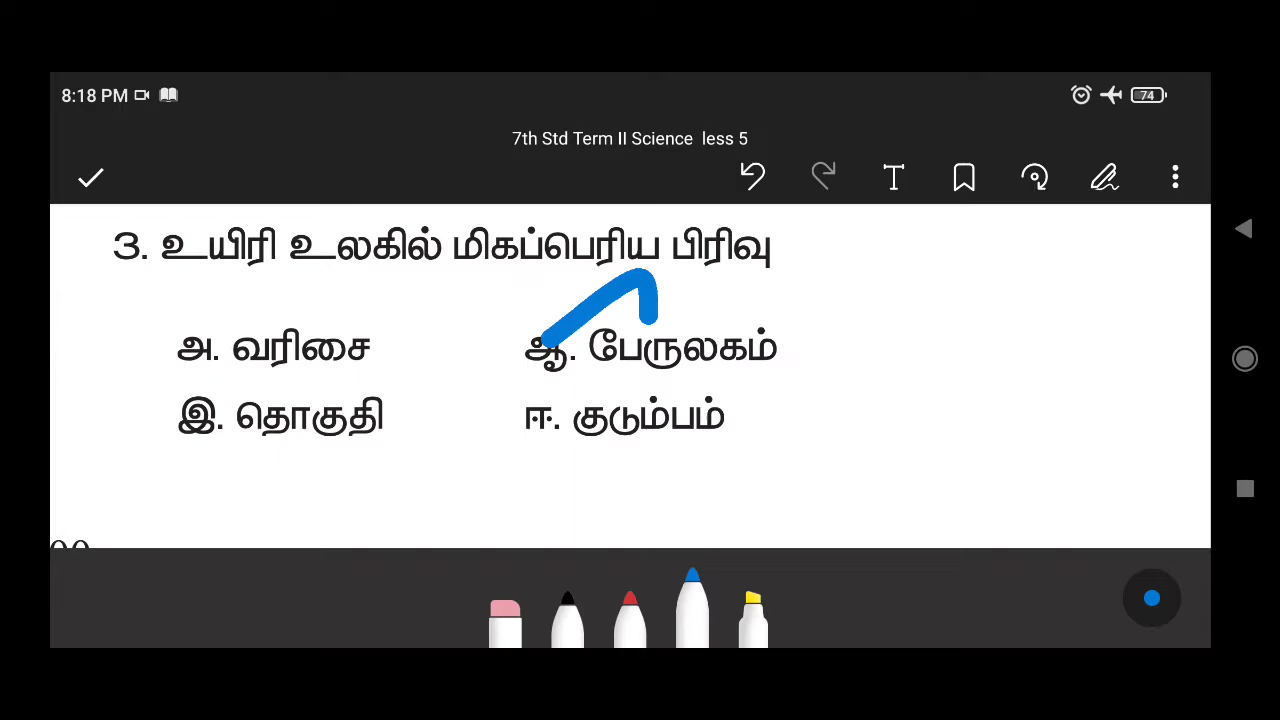 8:18 PM 74
7th Std Term II Science less 5
3. உயிரி உலகில் மிகப்பெரிய பிரிவு
அ. வரிசை ஆ. பேருலகம்
இ. தொகுதி ஈ. குடும்பம்